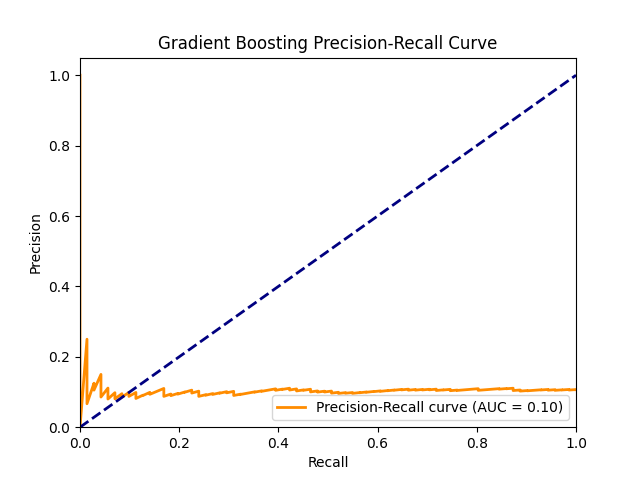 Gradient Boosting Precision-Recall Curve
1.0
0.8
0.6
0.4
0.2
0.0
Precision
Precision-Recall curve (AUC = 0.10)
0.0 0.2 0.4 0.6 0.8 1.0
Recall